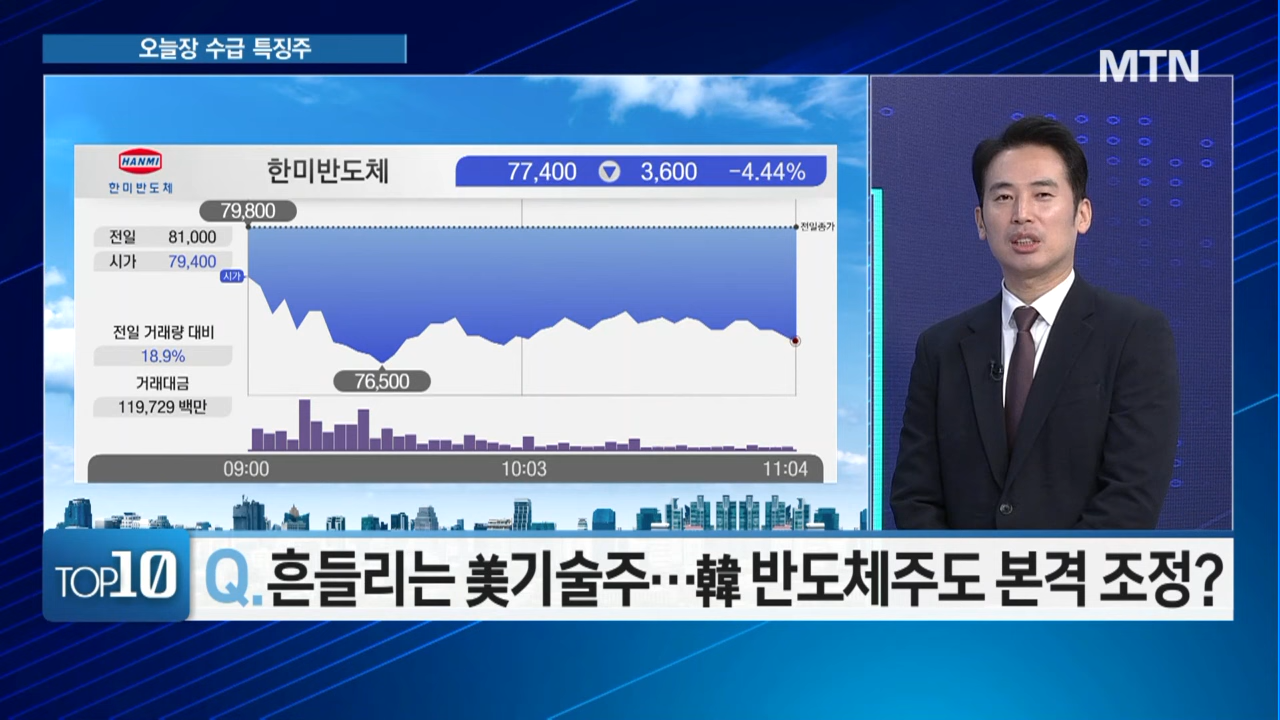 오늘장 수급 특징주
MTN
HANMI
한미반도체
한미반도체
77,400 ▼ 3,600 -4.44%
79,800
전일종가
전일 81,000
시가 79,400
시가
전일 거래량 대비
18.9%
거래대금
119,729 백만
76,500
09:00 10:03 11:04
TOP10
Q. 흔들리는 美기술주…韓 반도체주도 본격 조정?